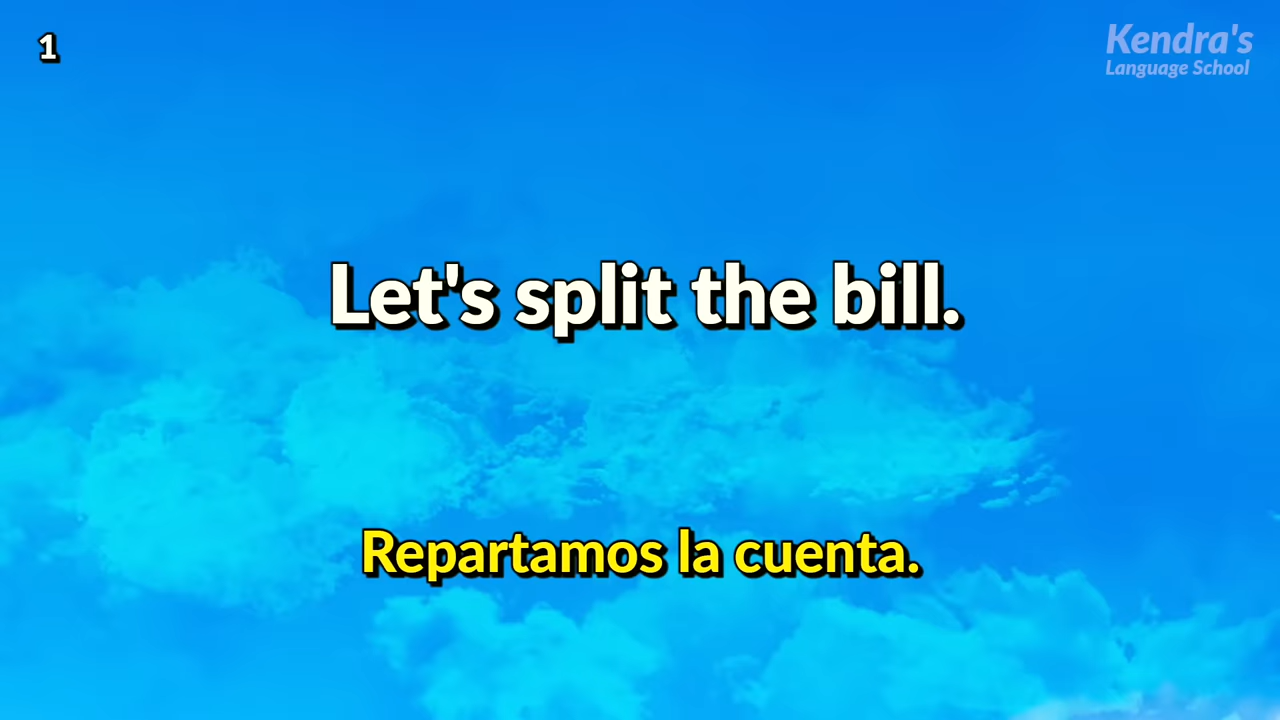 1
Kendra's
Language School
Let's split the bill.
Repartamos la cuenta.